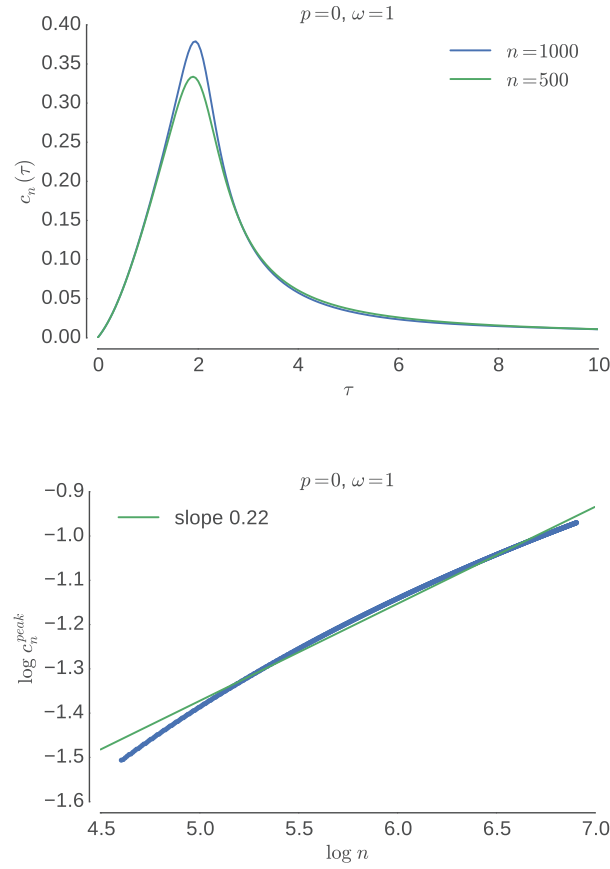 p=0, ω=1
0.40
0.35
0.30
0.25
0.20
0.15
0.10
0.05
0.00
c_n(τ)
n=1000
n=500
0 2 4 6 8 10
τ
p=0, ω=1
−0.9
−1.0
−1.1
−1.2
−1.3
−1.4
−1.5
−1.6
log c_n^{peak}
slope 0.22
4.5 5.0 5.5 6.0 6.5 7.0
log n